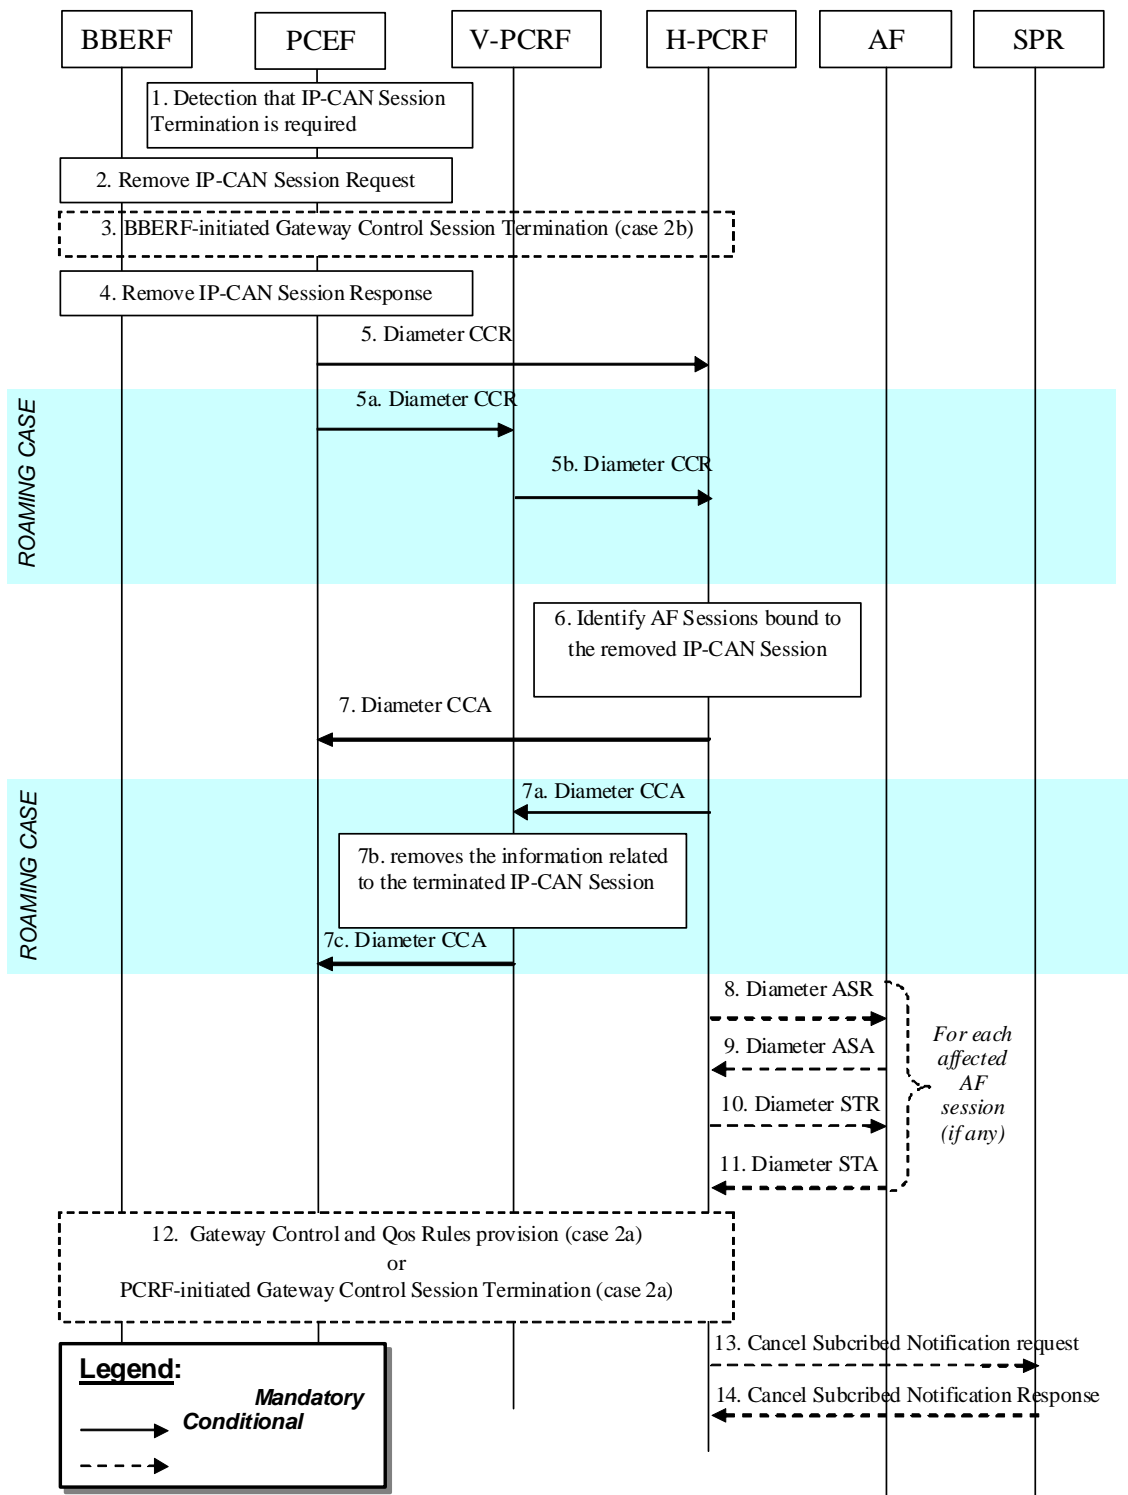 BBERF
PCEF
V-PCRF
H-PCRF
AF
SPR
1. Detection that IP-CAN Session
Termination is required
2. Remove IP-CAN Session Request
3. BBERF-initiated Gateway Control Session Termination (case 2b)
4. Remove IP-CAN Session Response
5. Diameter CCR
ROAMING CASE
5a. Diameter CCR
5b. Diameter CCR
6. Identify AF Sessions bound to
the removed IP-CAN Session
7. Diameter CCA
ROAMING CASE
7a. Diameter CCA
7b. removes the information related
to the terminated IP-CAN Session
7c. Diameter CCA
8. Diameter ASR
9. Diameter ASA
10. Diameter STR
11. Diameter STA
For each
affected
AF
session
(if any)
12. Gateway Control and Qos Rules provision (case 2a)
or
PCRF-initiated Gateway Control Session Termination (case 2a)
13. Cancel Subcribed Notification request
14. Cancel Subcribed Notification Response
Legend:
Mandatory
Conditional